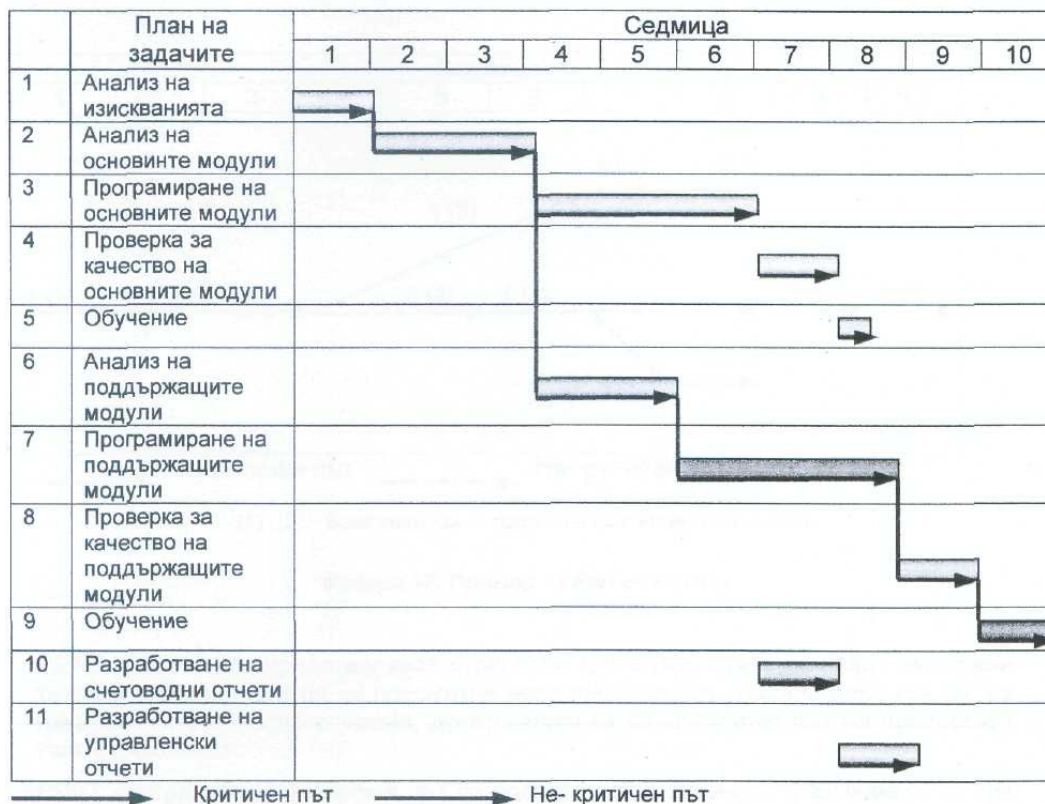 План на задачите
Седмица
1 2 3 4 5 6 7 8 9 10
1 Анализ на
изискванията
2 Анализ на
основинте модули
3 Програмиране на
основните модули
4 Проверка за
качество на
основните модули
5 Обучение
6 Анализ на
поддържащите
модули
7 Програмиране на
поддържащите
модули
8 Проверка за
качество на
поддържащите
модули
9 Обучение
10 Разработване на
счетоводни отчети
11 Разработване на
управленски
отчети
Критичен път Не- критичен път